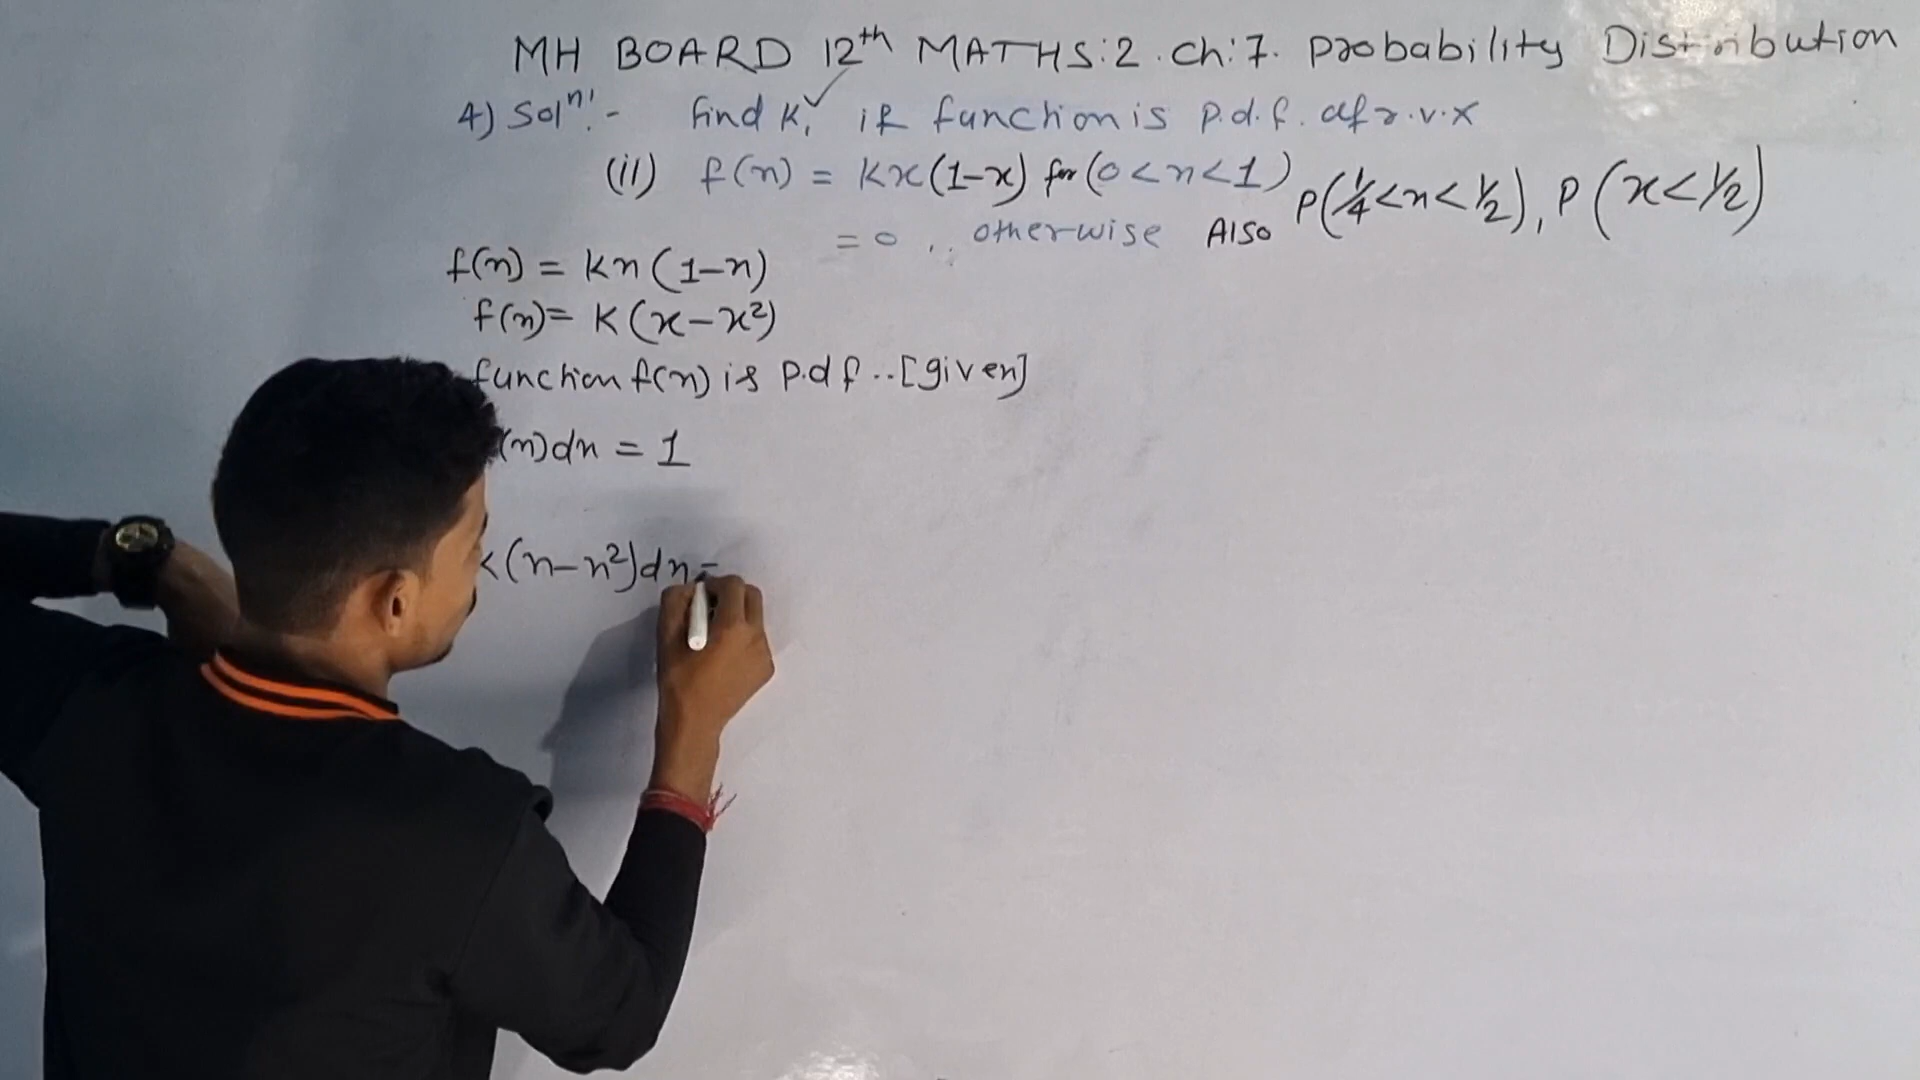 MH BOARD 12th MATHS:2. Ch:7. Probability Distribution
4) Solⁿ:- Find K, ✓ if function is P.d.f. of r.v.X
(ii) f(x) = Kx(1-x) for (0<x<1)
=0 .. otherwise Also P(1/4<x<1/2), P(x<1/2)
f(x) = Kx(1-x)
f(x)= K(x-x²)
function f(x) is P.d f ..[given]
(x)dx = 1
(x-x²)dx =